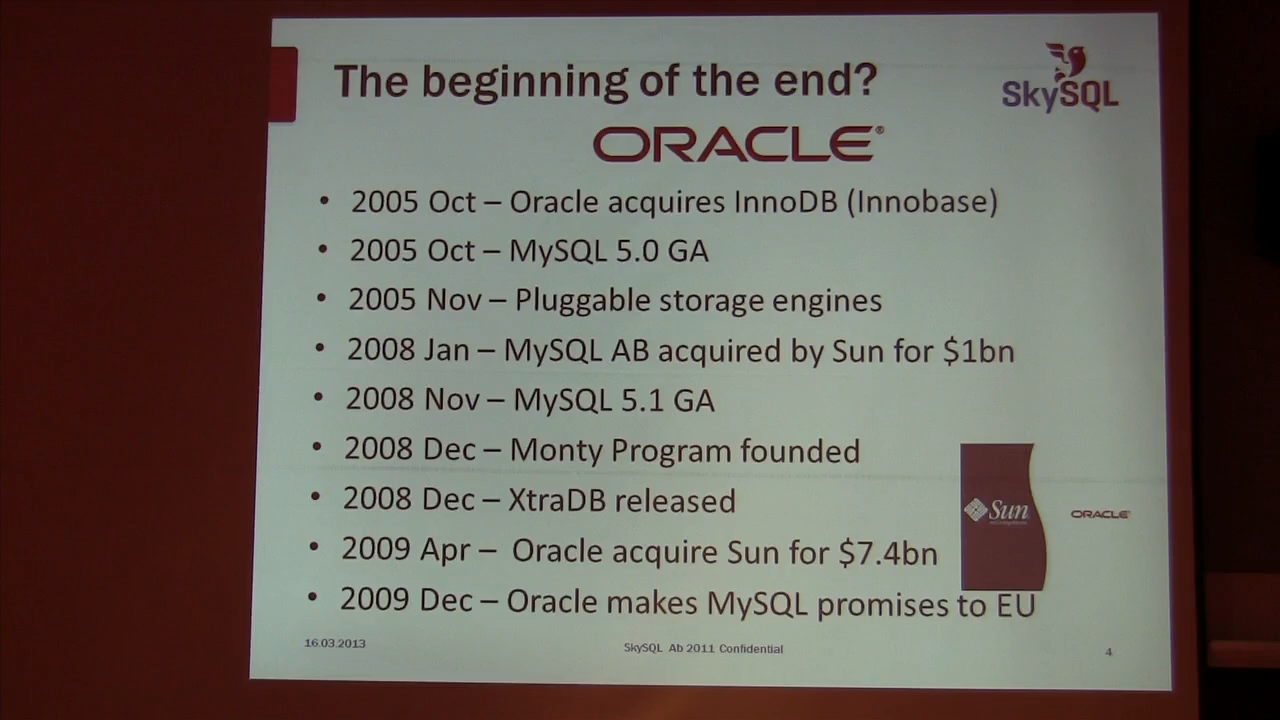 The beginning of the end?
SkySQL
ORACLE®
• 2005 Oct – Oracle acquires InnoDB (Innobase)
• 2005 Oct – MySQL 5.0 GA
• 2005 Nov – Pluggable storage engines
• 2008 Jan – MySQL AB acquired by Sun for $1bn
• 2008 Nov – MySQL 5.1 GA
• 2008 Dec – Monty Program founded
• 2008 Dec – XtraDB released
Sun
ORACLE
• 2009 Apr – Oracle acquire Sun for $7.4bn
• 2009 Dec – Oracle makes MySQL promises to EU
16.03.2013
SkySQL Ab 2011 Confidential
4